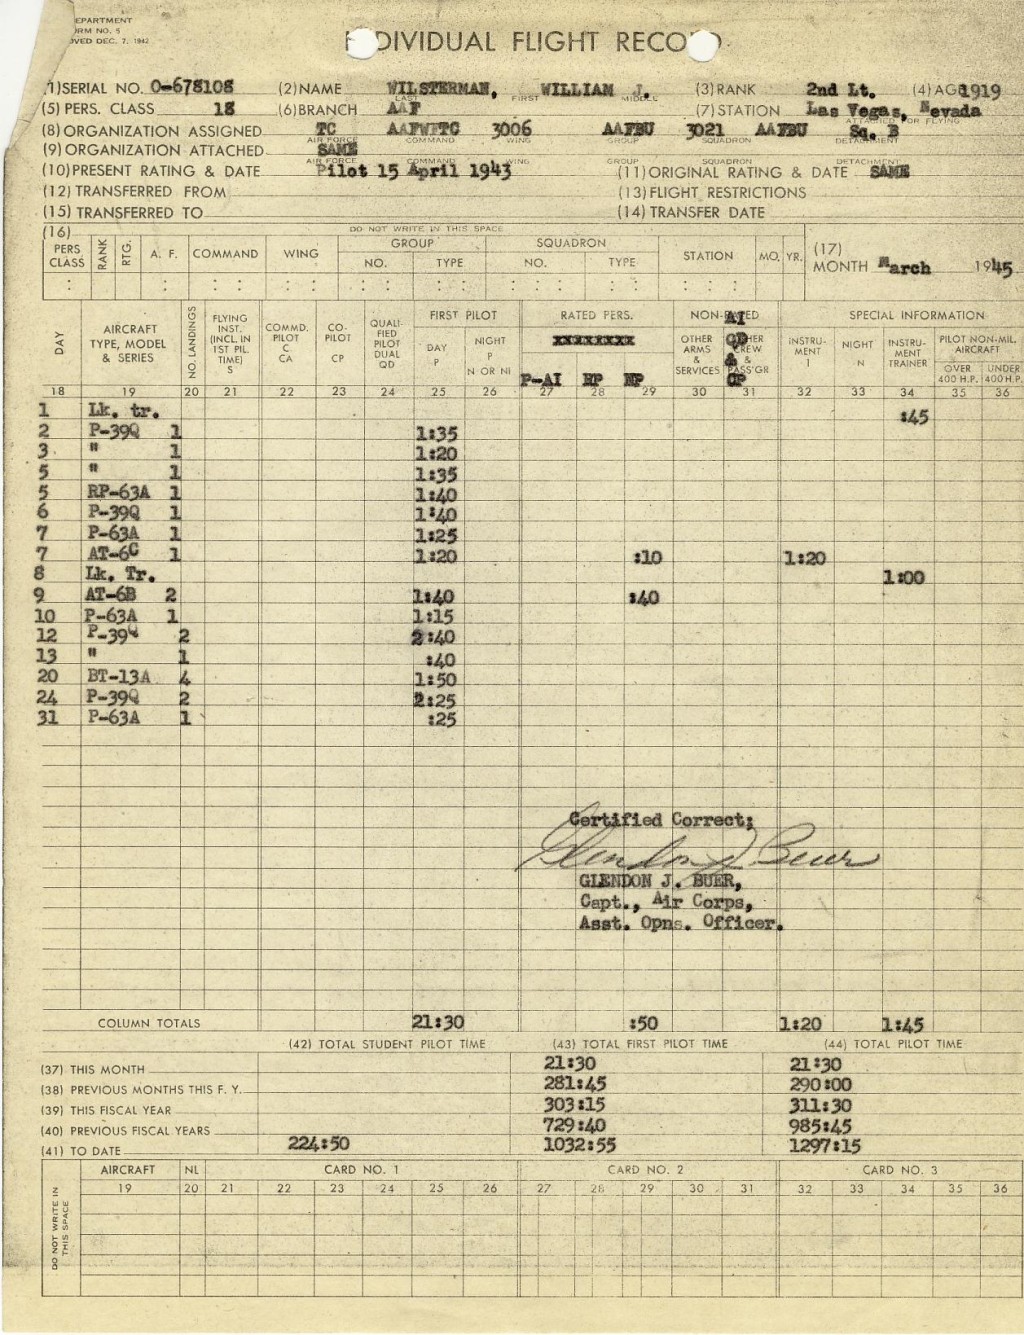 EPARTMENT
RM NO. 5
VED DEC. 7, 1942
DIVIDUAL FLIGHT RECO
(1) SERIAL NO. 0-678108 (2) NAME WILSTERMAN, WILLIAM J. (3) RANK 2nd Lt. (4) AGE 1919
LAST FIRST MIDDLE
(5) PERS. CLASS 18 (6) BRANCH AAF (7) STATION Las Vegas, Nevada
ATTACHED FOR FLYING
(8) ORGANIZATION ASSIGNED TC AAFWFTC 3006 AAFBU 3021 AAFBU Sq. B
AIR FORCE COMMAND WING GROUP SQUADRON DETACHMENT
(9) ORGANIZATION ATTACHED SAME
AIR FORCE COMMAND WING GROUP SQUADRON DETACHMENT
(10) PRESENT RATING & DATE Pilot 15 April 1943 (11) ORIGINAL RATING & DATE SAME
(12) TRANSFERRED FROM (13) FLIGHT RESTRICTIONS
(15) TRANSFERRED TO (14) TRANSFER DATE
(16) DO NOT WRITE IN THIS SPACE
PERS CLASS RANK RTG. A. F. COMMAND WING GROUP NO. TYPE SQUADRON NO. TYPE STATION MO. YR. (17) MONTH March 1945
DAY AIRCRAFT TYPE, MODEL & SERIES NO. LANDINGS FLYING INST. (INCL. IN 1ST PIL. TIME) S COMMD. PILOT C CA CO- PILOT CP QUALI- FIED PILOT DUAL QD FIRST PILOT DAY P NIGHT P N OR NI RATED PERS. XXXXXXXX P-AI HP NP NON-RATED OTHER ARMS & SERVICES OTHER CREW & PASS'GR AI CP & CP SPECIAL INFORMATION INSTRU- MENT I NIGHT N INSTRU- MENT TRAINER PILOT NON-MIL. AIRCRAFT OVER 400 H.P. UNDER 400 H.P.
18 19 20 21 22 23 24 25 26 27 28 29 30 31 32 33 34 35 36
1 Lk. tr. :45
2 P-39Q 1 1:35
3 " 1 1:20
5 " 1 1:35
5 RP-63A 1 1:40
6 P-39Q 1 1:40
7 P-63A 1 1:25
7 AT-6C 1 1:20 :10 1:20
8 Lk. Tr. 1:00
9 AT-6B 2 1:40 :40
10 P-63A 1 1:15
12 P-39Q 2 2:40
13 " 1 :40
20 BT-13A 4 1:50
24 P-39Q 2 2:25
31 P-63A 1 :25
Certified Correct;
Glendon J Buer
GLENDON J. BUER,
Capt., Air Corps,
Asst. Opns. Officer.
COLUMN TOTALS 21:30 :50 1:20 1:45
(42) TOTAL STUDENT PILOT TIME (43) TOTAL FIRST PILOT TIME (44) TOTAL PILOT TIME
(37) THIS MONTH 21:30 21:30
(38) PREVIOUS MONTHS THIS F. Y. 281:45 290:00
(39) THIS FISCAL YEAR 303:15 311:30
(40) PREVIOUS FISCAL YEARS 729:40 985:45
(41) TO DATE 224:50 1032:55 1297:15
AIRCRAFT NL CARD NO. 1 CARD NO. 2 CARD NO. 3
19 20 21 22 23 24 25 26 27 28 29 30 31 32 33 34 35 36
DO NOT WRITE IN THIS SPACE